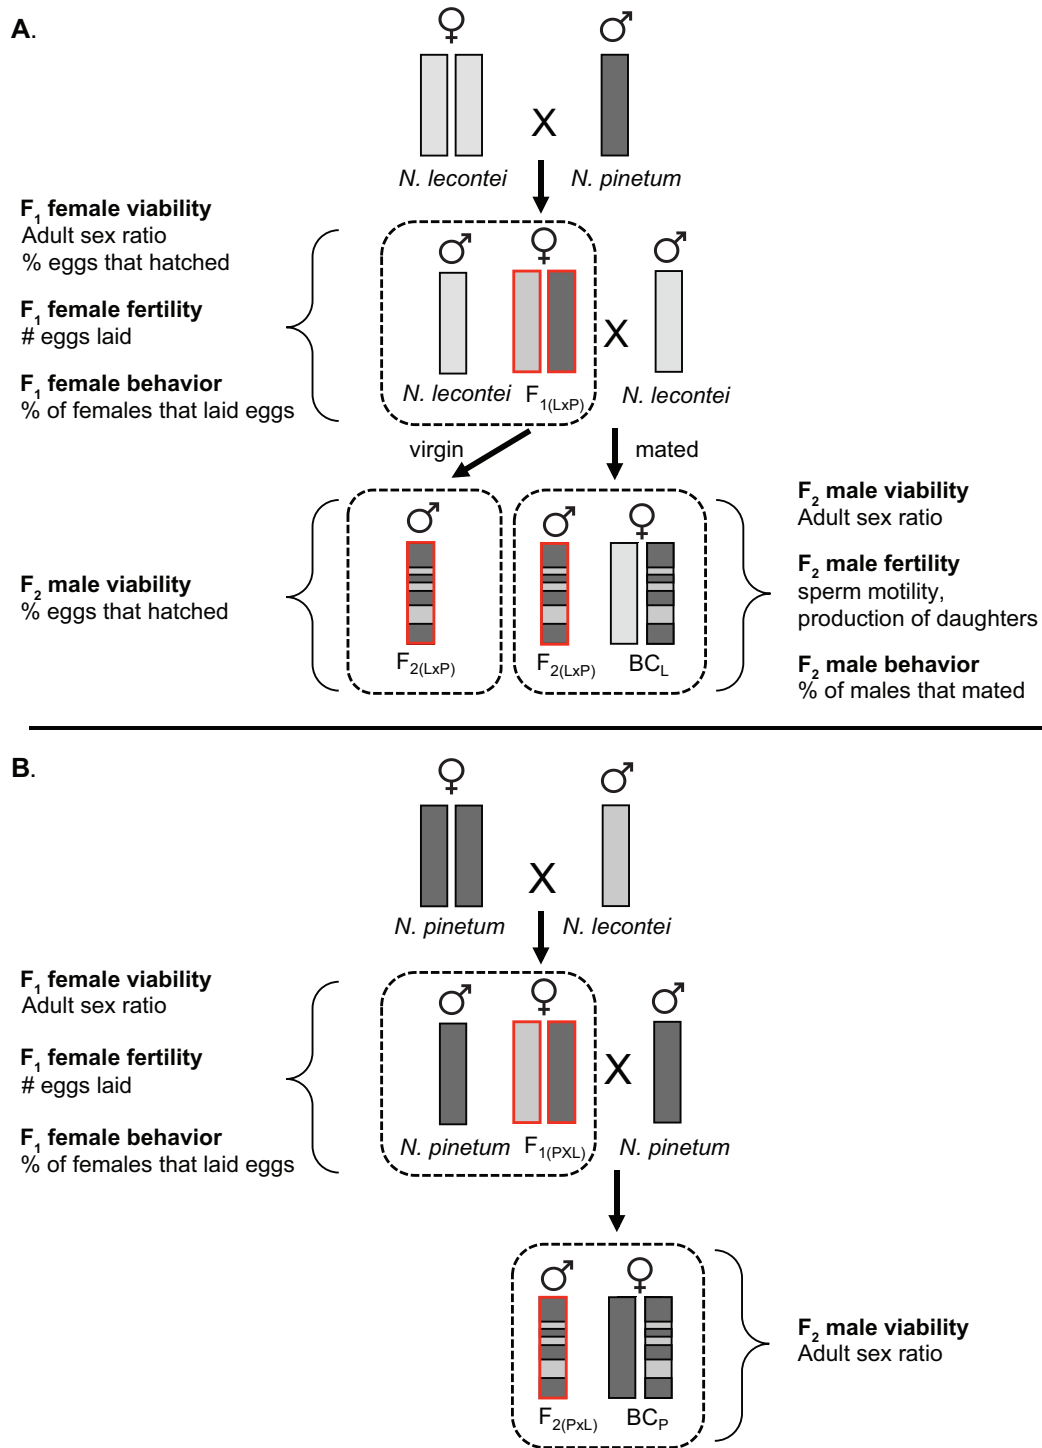 A.
♀ ♂
X
N. lecontei N. pinetum
F1 female viability
Adult sex ratio
% eggs that hatched
F1 female fertility
# eggs laid
F1 female behavior
% of females that laid eggs
♂ ♀ ♂
X
N. lecontei F1(LxP) N. lecontei
virgin mated
F2 male viability
% eggs that hatched
♂ ♂ ♀
F2(LxP) F2(LxP) BCL
F2 male viability
Adult sex ratio
F2 male fertility
sperm motility,
production of daughters
F2 male behavior
% of males that mated
B.
♀ ♂
X
N. pinetum N. lecontei
F1 female viability
Adult sex ratio
F1 female fertility
# eggs laid
F1 female behavior
% of females that laid eggs
♂ ♀ ♂
X
N. pinetum F1(PXL) N. pinetum
♂ ♀
F2(PxL) BCP
F2 male viability
Adult sex ratio